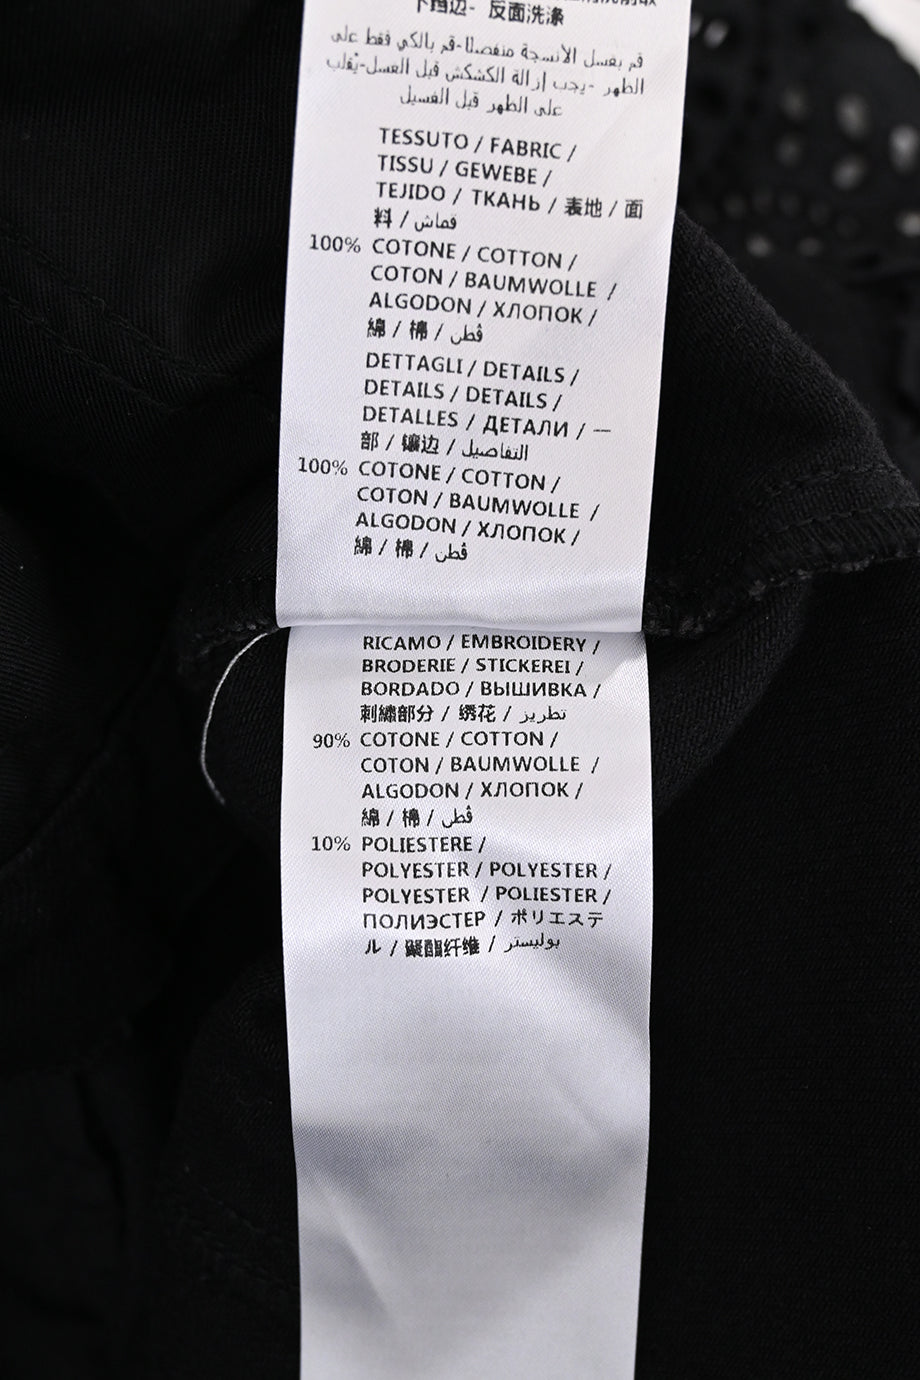 下裆边- 反面洗涤
قم بغسل الأنسجة منفصلا-قم بالكي فقط على
الظهر -يجب إزالة الكشكش قبل الغسل-يُقلب
على الظهر قبل الغسيل
TESSUTO / FABRIC /
TISSU / GEWEBE /
TEJIDO / ТКАНЬ / 表地 / 面
料 / قماش
100% COTONE / COTTON /
COTON / BAUMWOLLE /
ALGODON / ХЛОПОК /
綿 / 棉 / قطن
DETTAGLI / DETAILS /
DETAILS / DETAILS /
DETALLES / ДЕТАЛИ / 一
部 / 镶边 / التفاصيل
100% COTONE / COTTON /
COTON / BAUMWOLLE /
ALGODON / ХЛОПОК /
綿 / 棉 / قطن
RICAMO / EMBROIDERY /
BRODERIE / STICKEREI /
BORDADO / ВЫШИВКА /
刺繍部分 / 绣花 / تطريز
90% COTONE / COTTON /
COTON / BAUMWOLLE /
ALGODON / ХЛОПОК /
綿 / 棉 / قطن
10% POLIESTERE /
POLYESTER / POLYESTER /
POLYESTER / POLIESTER /
ПОЛИЭСТЕР / ポリエステ
ル / 聚酯纤维 / بوليستر